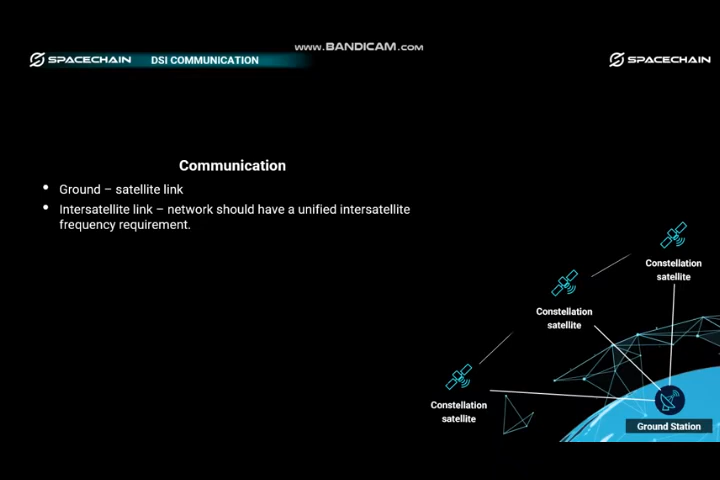 www.BANDICAM.com
SPACECHAIN DSI COMMUNICATION SPACECHAIN
Communication
• Ground – satellite link
• Intersatellite link – network should have a unified intersatellite
frequency requirement.
Constellation
satellite
Constellation
satellite
Constellation
satellite
Ground Station